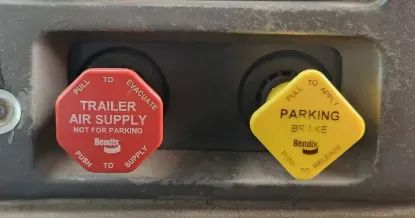 PULL TO EVACUATE
TRAILER
AIR SUPPLY
NOT FOR PARKING
Bendix
PUSH TO SUPPLY
PULL TO APPLY
PARKING
BRAKE
Bendix
PUSH TO RELEASE